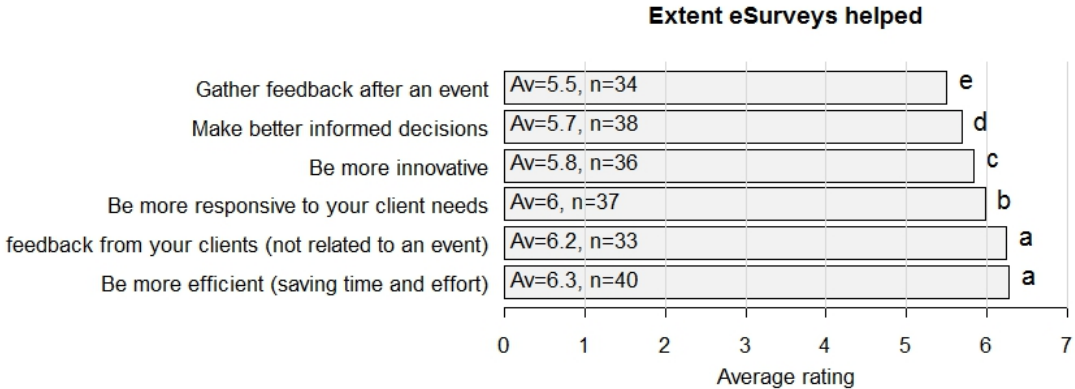 Extent eSurveys helped
Gather feedback after an event Av=5.5, n=34 e
Make better informed decisions Av=5.7, n=38 d
Be more innovative Av=5.8, n=36 c
Be more responsive to your client needs Av=6, n=37 b
feedback from your clients (not related to an event) Av=6.2, n=33 a
Be more efficient (saving time and effort) Av=6.3, n=40 a
0 1 2 3 4 5 6 7
Average rating